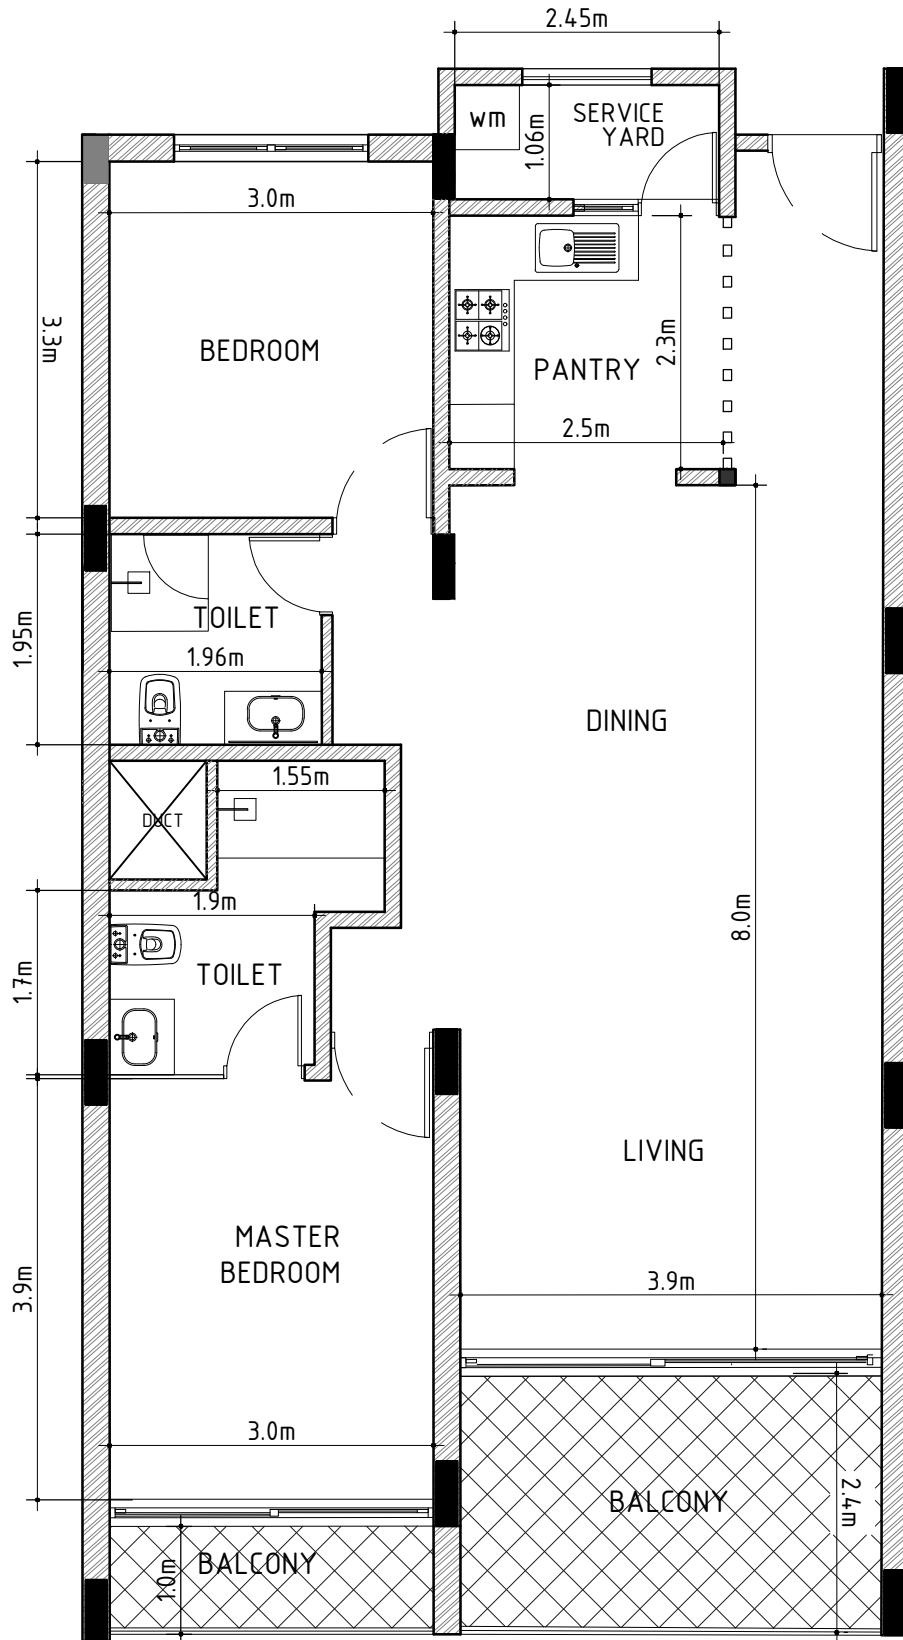 2.45m
wm
1.06m
SERVICE
YARD
3.0m
3.3m
BEDROOM
2.3m
PANTRY
2.5m
1.95m
TOILET
1.96m
DINING
1.55m
DUCT
1.9m
8.0m
1.7m
TOILET
LIVING
MASTER
BEDROOM
3.9m
3.9m
3.0m
2.4m
BALCONY
BALCONY
1.0m